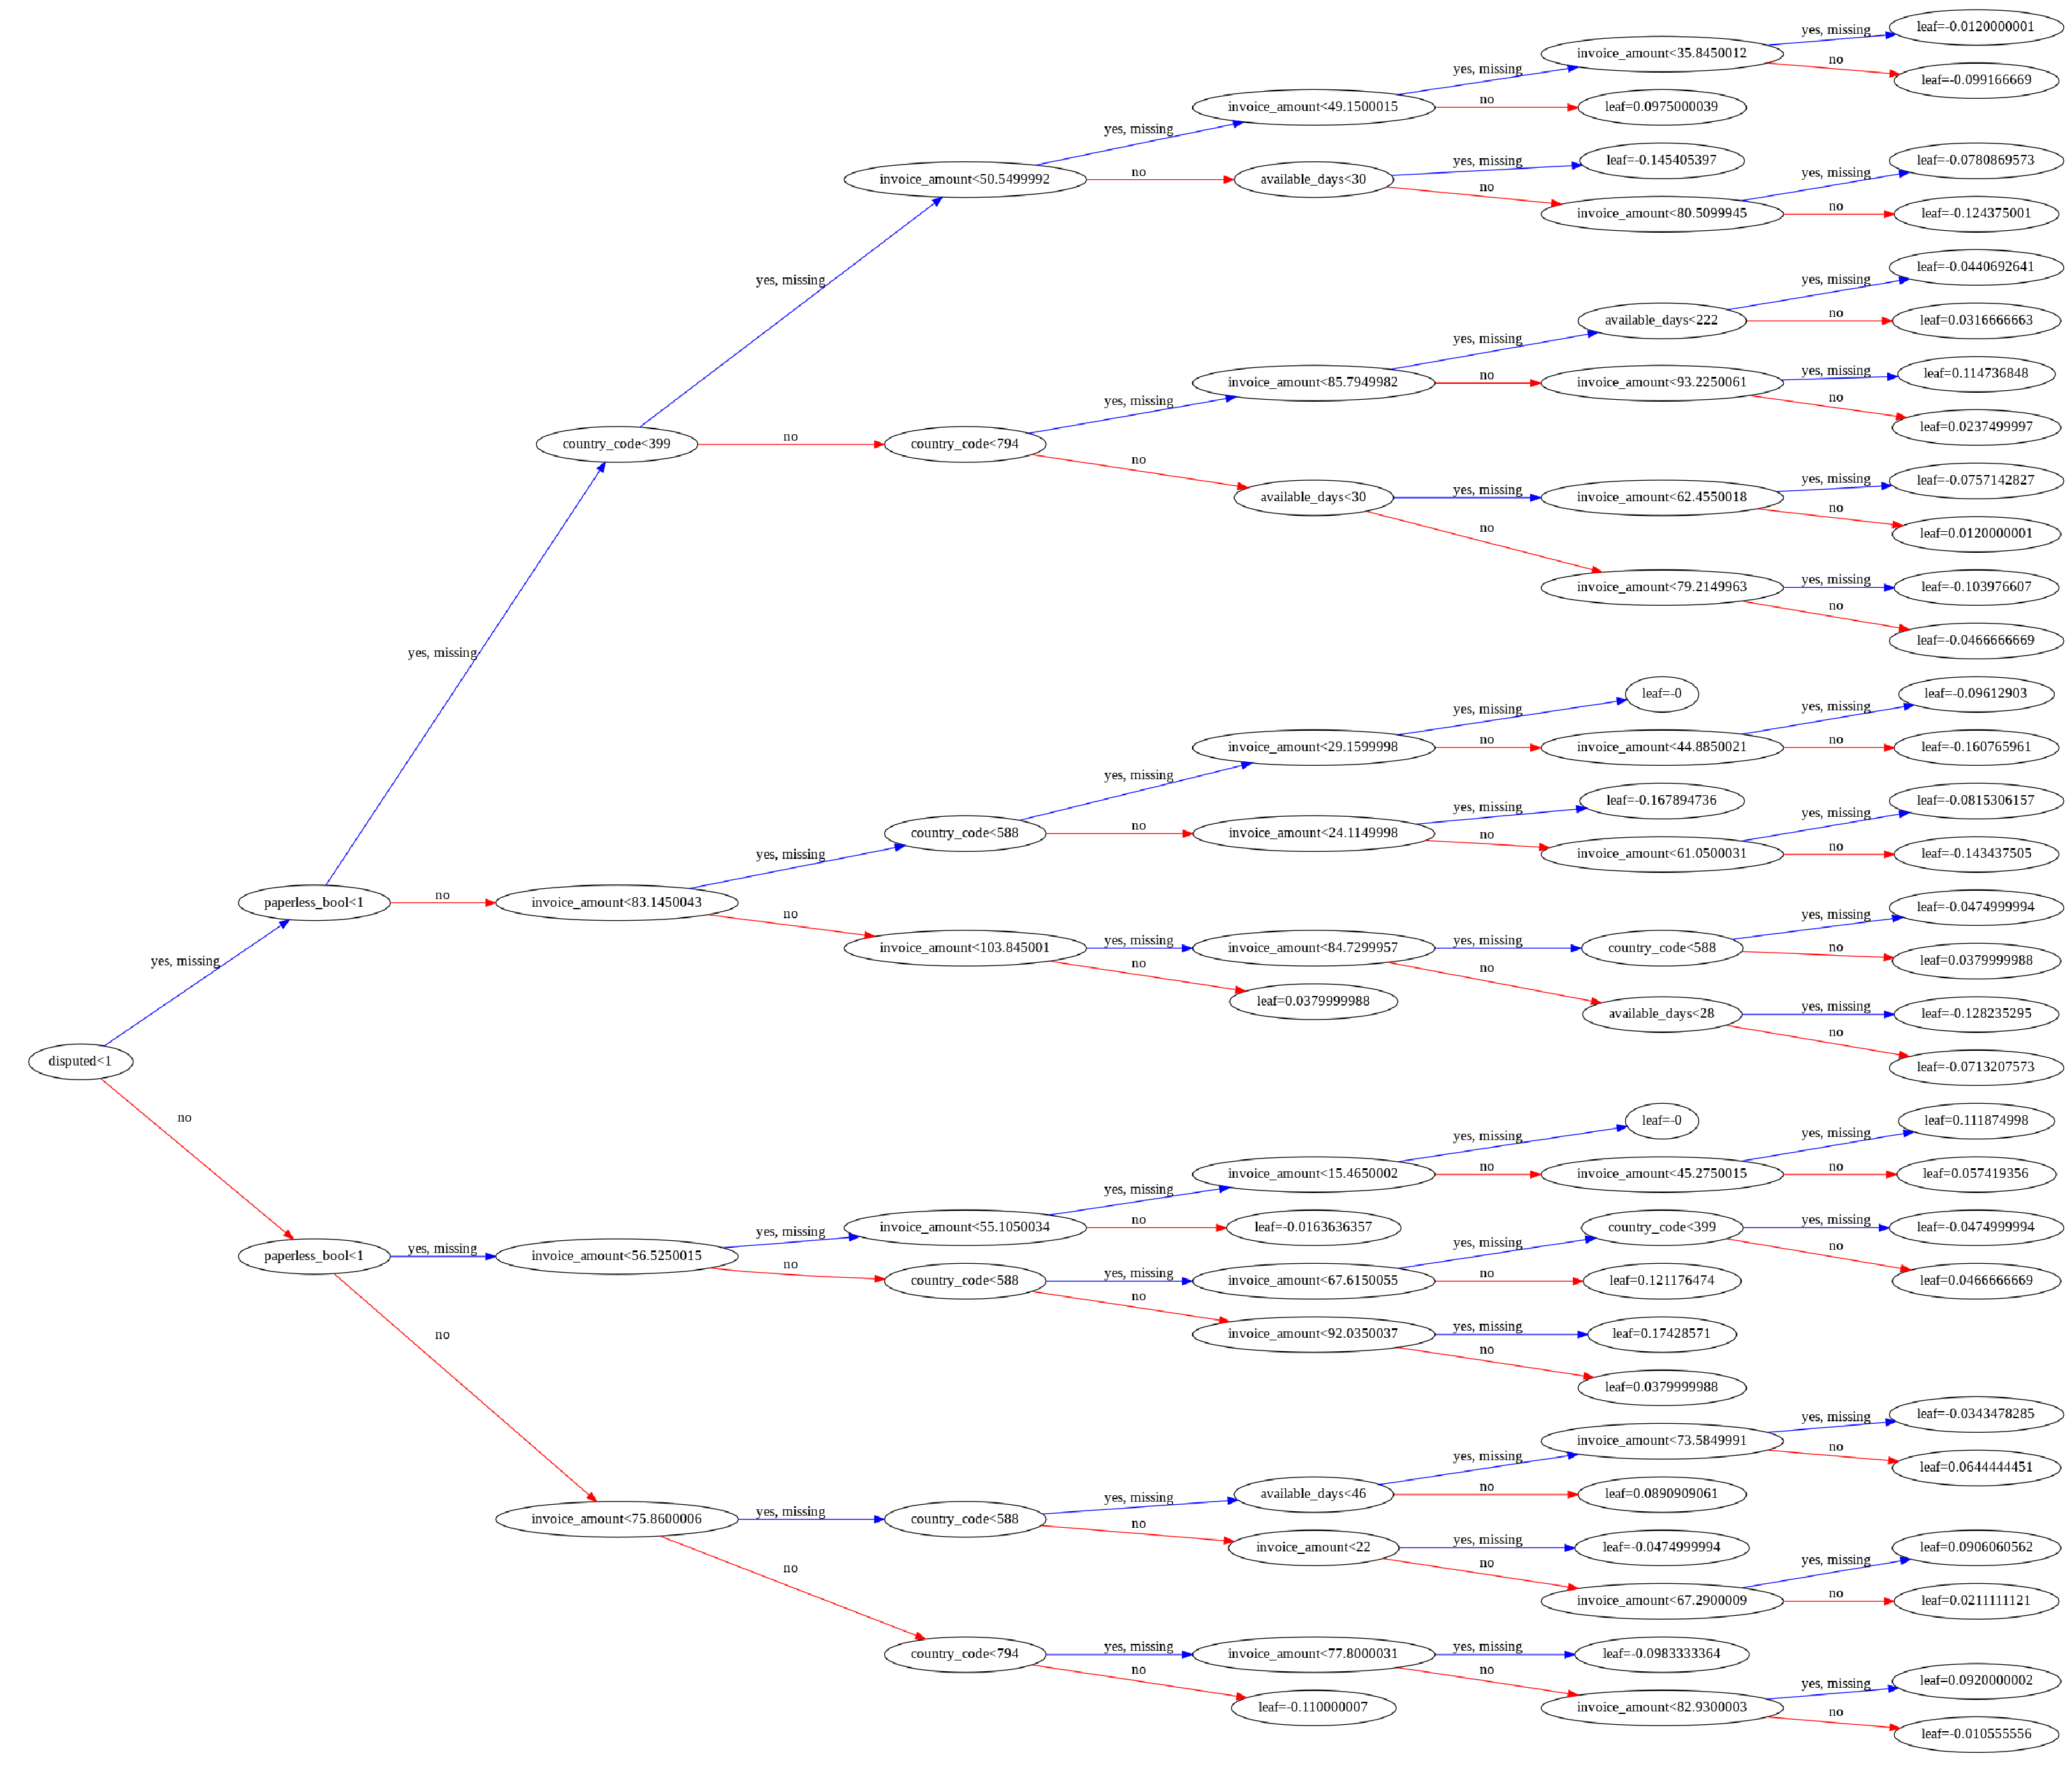 yes, missing
leaf=-0.0120000001
invoice_amount<35.8450012
no
yes, missing
leaf=-0.099166669
invoice_amount<49.1500015
no
leaf=0.0975000039
yes, missing
yes, missing
leaf=-0.145405397
yes, missing
leaf=-0.0780869573
invoice_amount<50.5499992
no
available_days<30
no
invoice_amount<80.5099945
no
leaf=-0.124375001
yes, missing
yes, missing
leaf=-0.0440692641
available_days<222
no
leaf=0.0316666663
yes, missing
yes, missing
invoice_amount<85.7949982
no
invoice_amount<93.2250061
yes, missing
leaf=0.114736848
no
leaf=0.0237499997
country_code<399
no
country_code<794
no
available_days<30
yes, missing
invoice_amount<62.4550018
yes, missing
leaf=-0.0757142827
no
leaf=0.0120000001
no
invoice_amount<79.2149963
yes, missing
leaf=-0.103976607
no
leaf=-0.0466666669
yes, missing
yes, missing
leaf=-0
yes, missing
leaf=-0.09612903
invoice_amount<29.1599998
no
invoice_amount<44.8850021
no
leaf=-0.160765961
yes, missing
country_code<588
no
invoice_amount<24.1149998
yes, missing
leaf=-0.167894736
no
invoice_amount<61.0500031
yes, missing
leaf=-0.0815306157
no
leaf=-0.143437505
yes, missing
paperless_bool<1
no
invoice_amount<83.1450043
no
invoice_amount<103.845001
yes, missing
invoice_amount<84.7299957
yes, missing
country_code<588
yes, missing
leaf=-0.0474999994
no
leaf=0.0379999988
no
leaf=0.0379999988
no
available_days<28
yes, missing
leaf=-0.128235295
no
leaf=-0.0713207573
yes, missing
disputed<1
no
yes, missing
leaf=-0
yes, missing
leaf=0.111874998
yes, missing
invoice_amount<15.4650002
no
invoice_amount<45.2750015
no
leaf=0.057419356
yes, missing
invoice_amount<55.1050034
no
leaf=-0.0163636357
paperless_bool<1
yes, missing
invoice_amount<56.5250015
no
country_code<588
yes, missing
invoice_amount<67.6150055
yes, missing
country_code<399
yes, missing
leaf=-0.0474999994
no
leaf=0.0466666669
no
leaf=0.121176474
no
invoice_amount<92.0350037
yes, missing
leaf=0.17428571
no
leaf=0.0379999988
no
invoice_amount<75.8600006
yes, missing
country_code<588
yes, missing
available_days<46
yes, missing
invoice_amount<73.5849991
yes, missing
leaf=-0.0343478285
no
leaf=0.0644444451
no
leaf=0.0890909061
no
invoice_amount<22
yes, missing
leaf=-0.0474999994
no
invoice_amount<67.2900009
yes, missing
leaf=0.0906060562
no
leaf=0.0211111121
no
country_code<794
yes, missing
invoice_amount<77.8000031
yes, missing
leaf=-0.0983333364
no
invoice_amount<82.9300003
yes, missing
leaf=0.0920000002
no
leaf=-0.010555556
no
leaf=-0.110000007